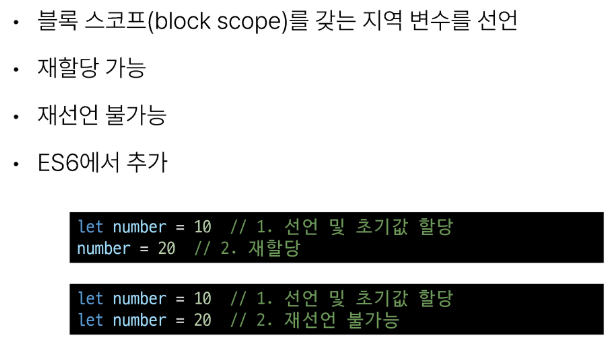 • 블록 스코프(block scope)를 갖는 지역 변수를 선언
• 재할당 가능
• 재선언 불가능
• ES6에서 추가
let number = 10 // 1. 선언 및 초기값 할당
number = 20 // 2. 재할당
let number = 10 // 1. 선언 및 초기값 할당
let number = 20 // 2. 재선언 불가능